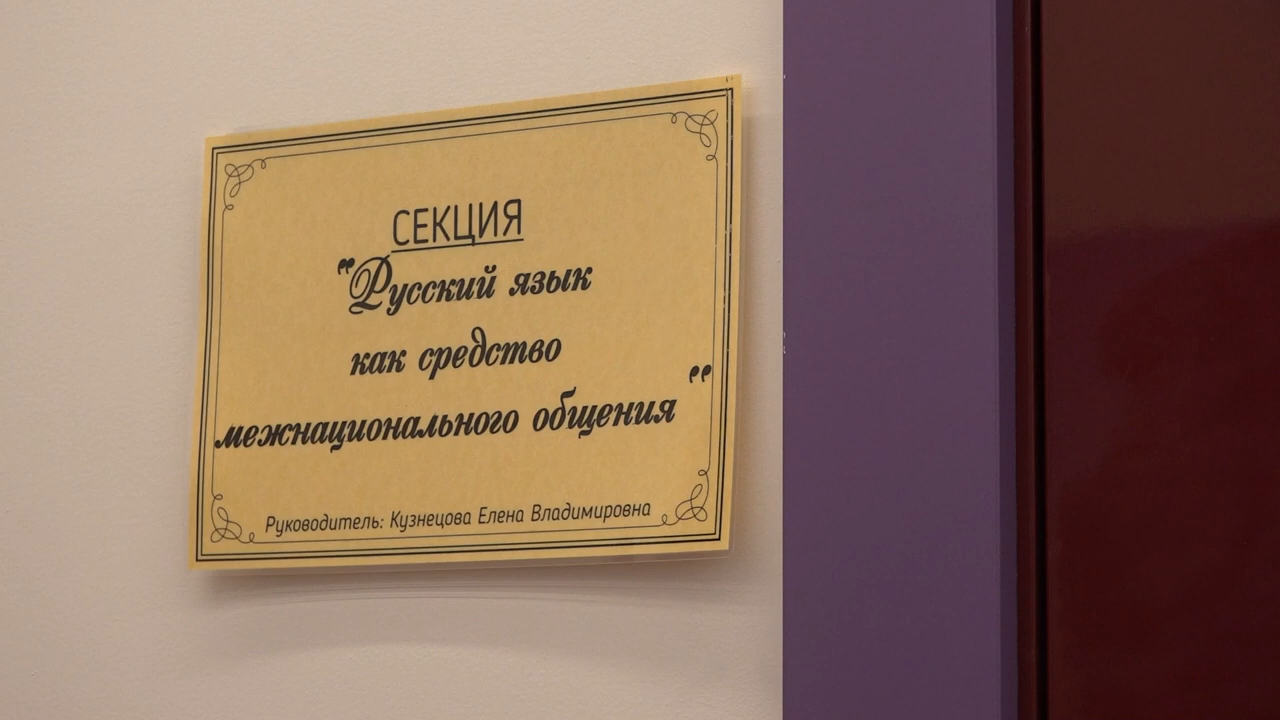 СЕКЦИЯ
"Русский язык
как средство
межнационального общения"
Руководитель: Кузнецова Елена Владимировна